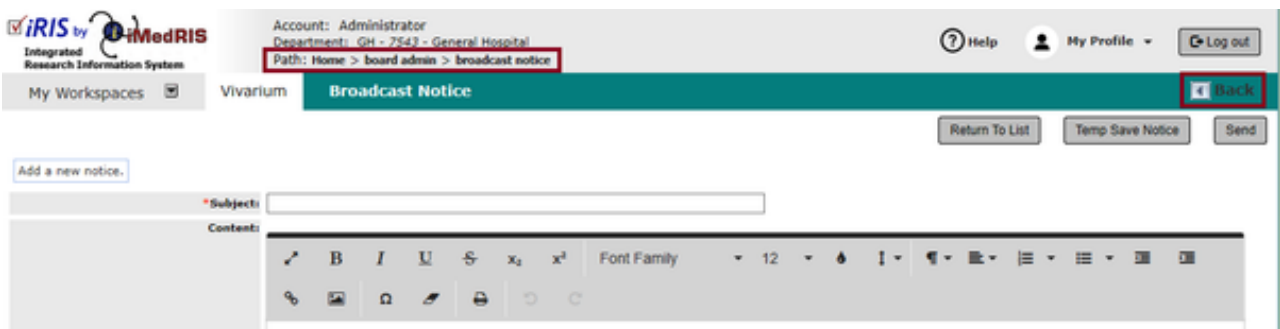 iRIS by iMedRIS
Integrated
Research Information System
Account: Administrator
Department: GH - 7543 - General Hospital
Path: Home > board admin > broadcast notice
Help
My Profile
Log out
My Workspaces
Vivarium
Broadcast Notice
Back
Return To List
Temp Save Notice
Send
Add a new notice.
*Subject:
Content:
B I U S x₂ x² Font Family 12
Ω